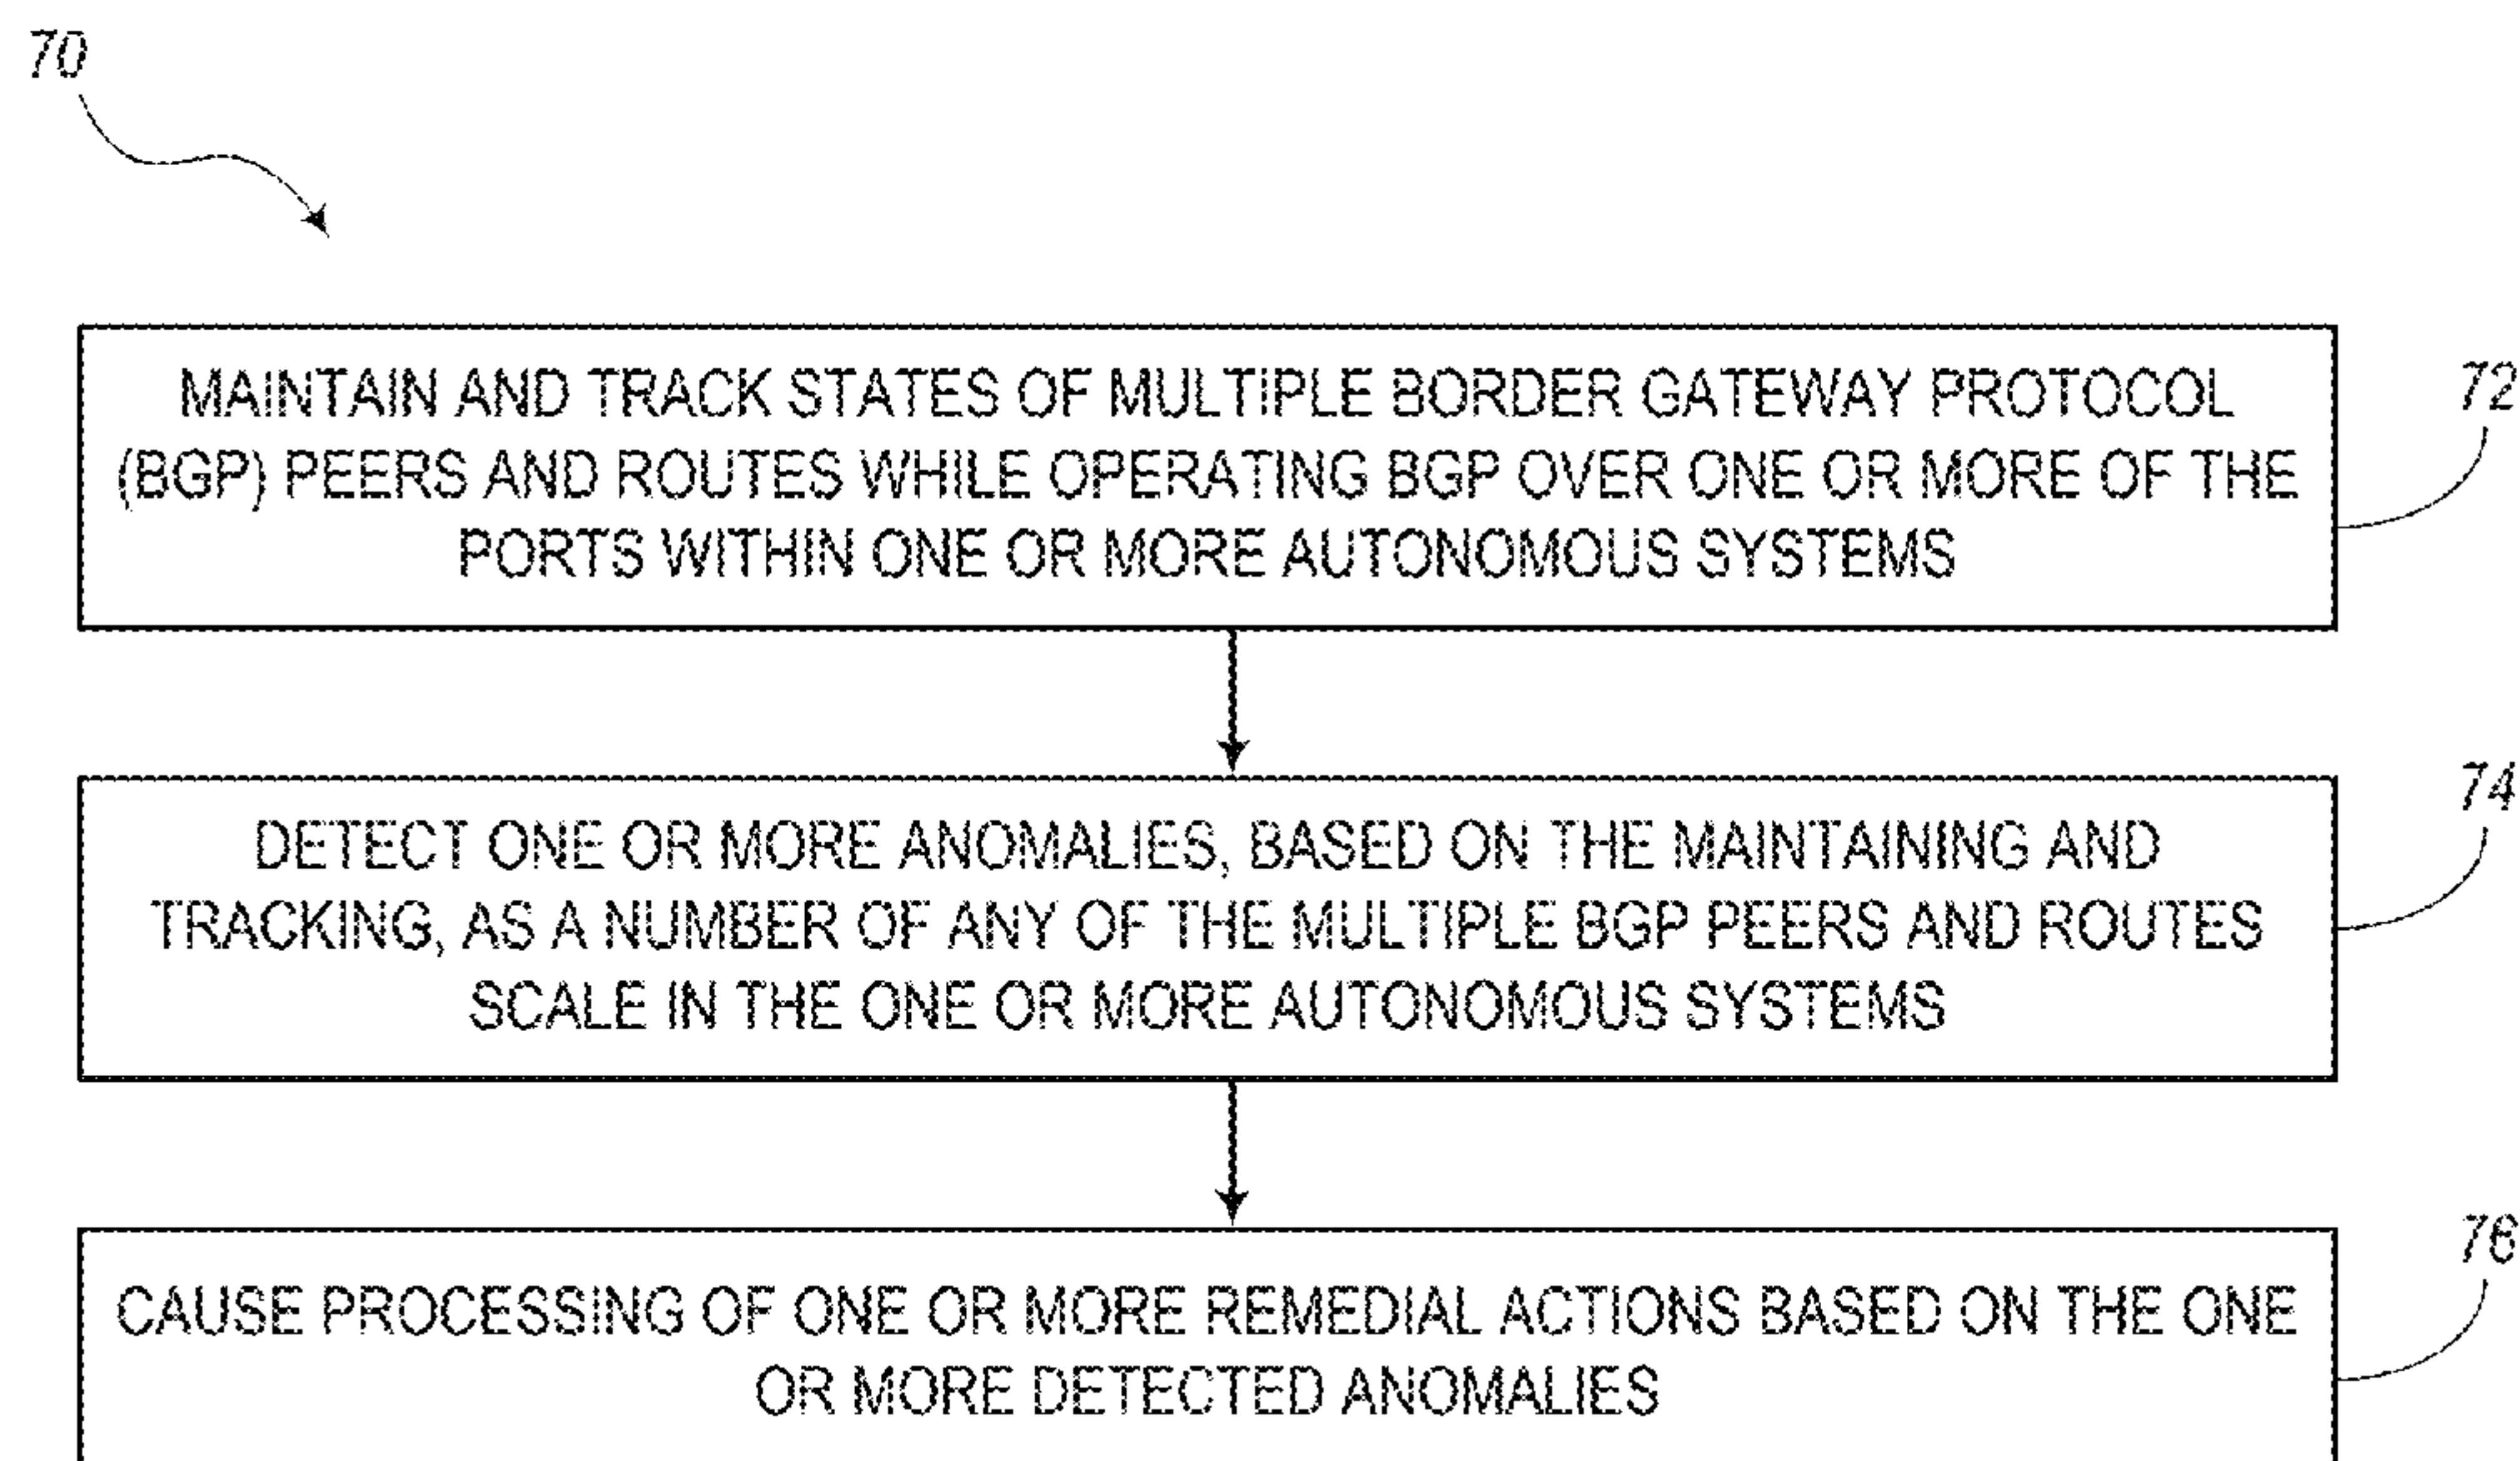 70
MAINTAIN AND TRACK STATES OF MULTIPLE BORDER GATEWAY PROTOCOL
(BGP) PEERS AND ROUTES WHILE OPERATING BGP OVER ONE OR MORE OF THE
PORTS WITHIN ONE OR MORE AUTONOMOUS SYSTEMS
72
DETECT ONE OR MORE ANOMALIES, BASED ON THE MAINTAINING AND
TRACKING, AS A NUMBER OF ANY OF THE MULTIPLE BGP PEERS AND ROUTES
SCALE IN THE ONE OR MORE AUTONOMOUS SYSTEMS
74
CAUSE PROCESSING OF ONE OR MORE REMEDIAL ACTIONS BASED ON THE ONE
OR MORE DETECTED ANOMALIES
76